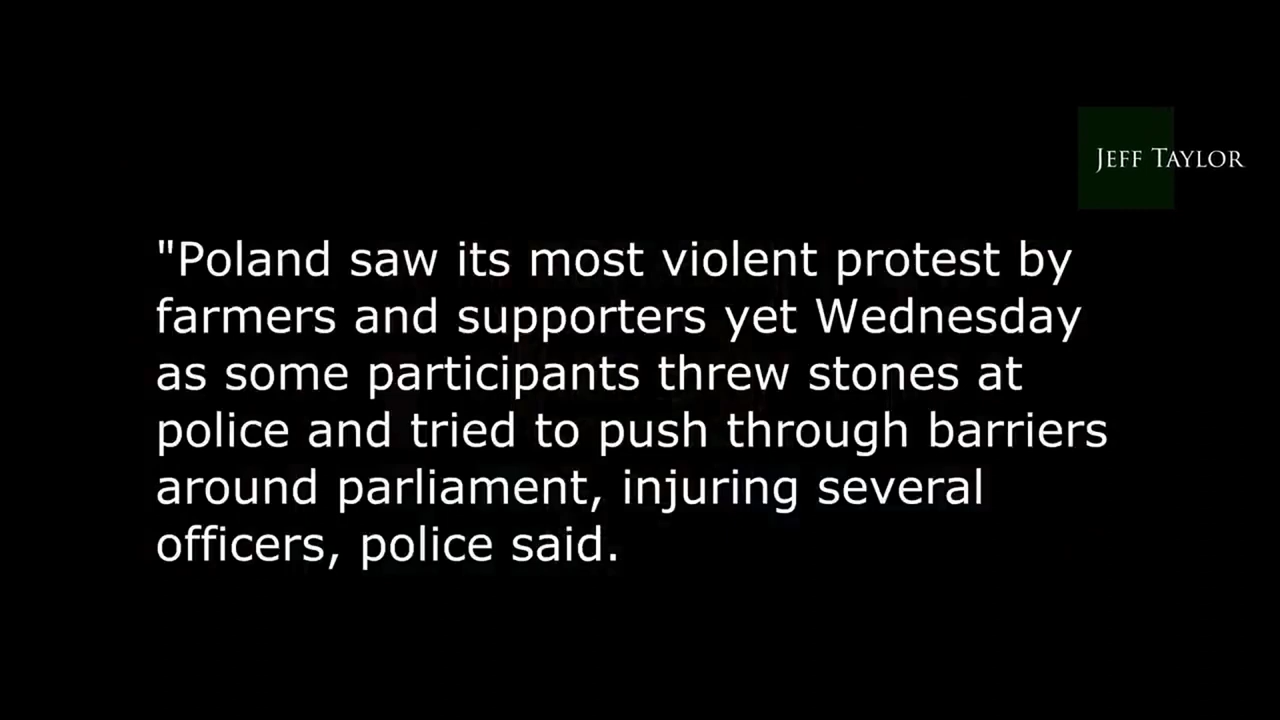 JEFF TAYLOR
"Poland saw its most violent protest by
farmers and supporters yet Wednesday
as some participants threw stones at
police and tried to push through barriers
around parliament, injuring several
officers, police said.